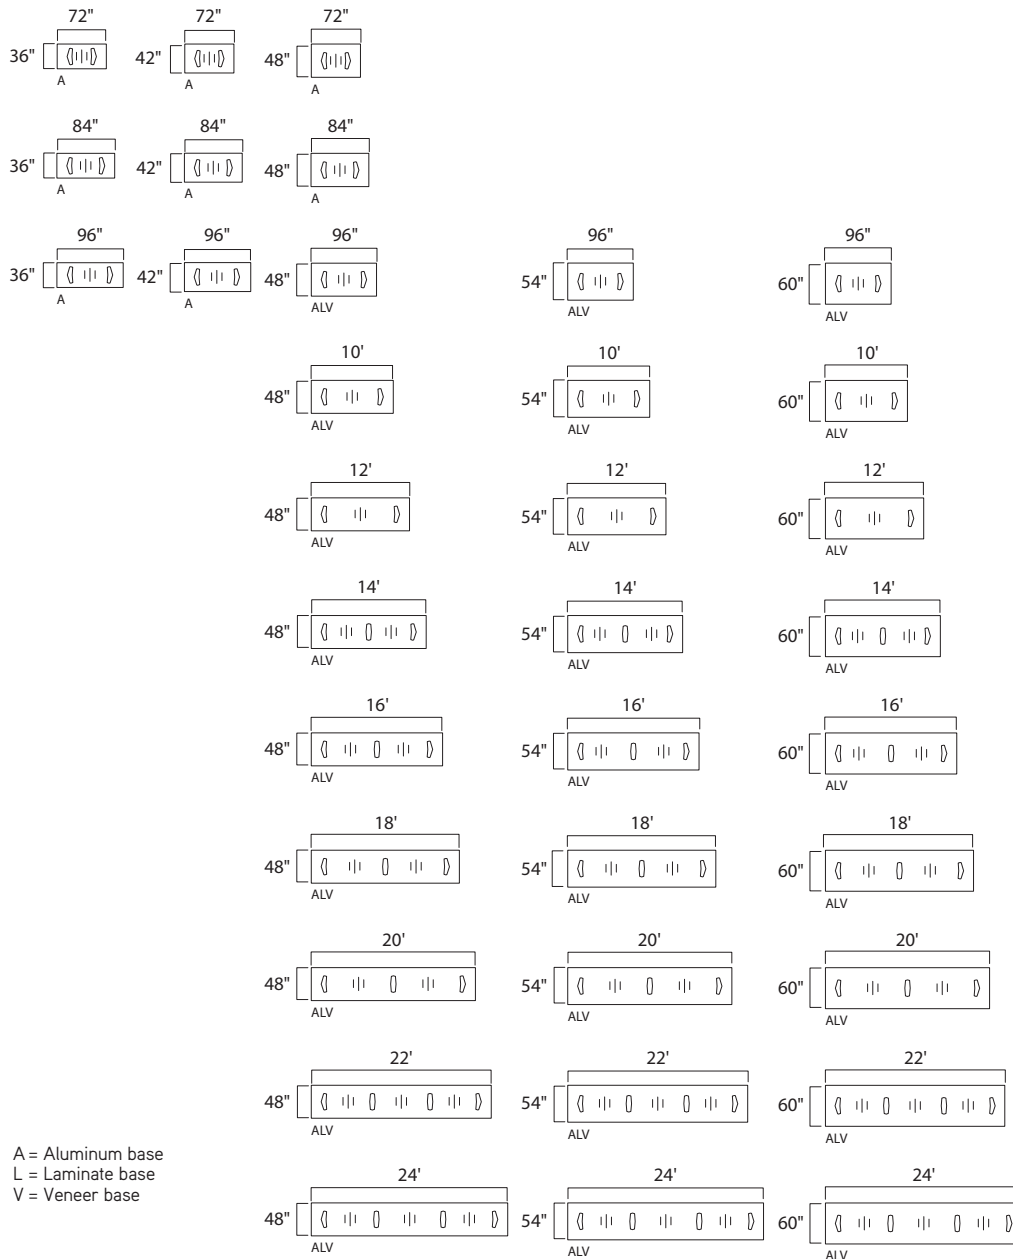 72" 72" 72"
36" 42" 48"
A A A
84" 84" 84"
36" 42" 48"
A A A
96" 96" 96" 96" 96"
36" 42" 48" 54" 60"
A A ALV ALV ALV
10' 10' 10'
48" 54" 60"
ALV ALV ALV
12' 12' 12'
48" 54" 60"
ALV ALV ALV
14' 14' 14'
48" 54" 60"
ALV ALV ALV
16' 16' 16'
48" 54" 60"
ALV ALV ALV
18' 18' 18'
48" 54" 60"
ALV ALV ALV
20' 20' 20'
48" 54" 60"
ALV ALV ALV
22' 22' 22'
48" 54" 60"
ALV ALV ALV
24' 24' 24'
48" 54" 60"
ALV ALV ALV
A = Aluminum base
L = Laminate base
V = Veneer base